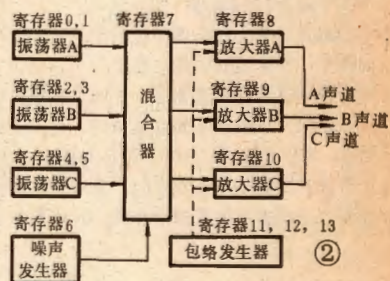 寄存器0,1
寄存器7
寄存器8
振荡器A
放大器A
A声道
寄存器2,3
混合器
寄存器9
振荡器B
放大器B
B声道
C声道
寄存器4,5
寄存器10
振荡器C
放大器C
寄存器6
寄存器11, 12, 13
噪声
发生器
包络发生器
②